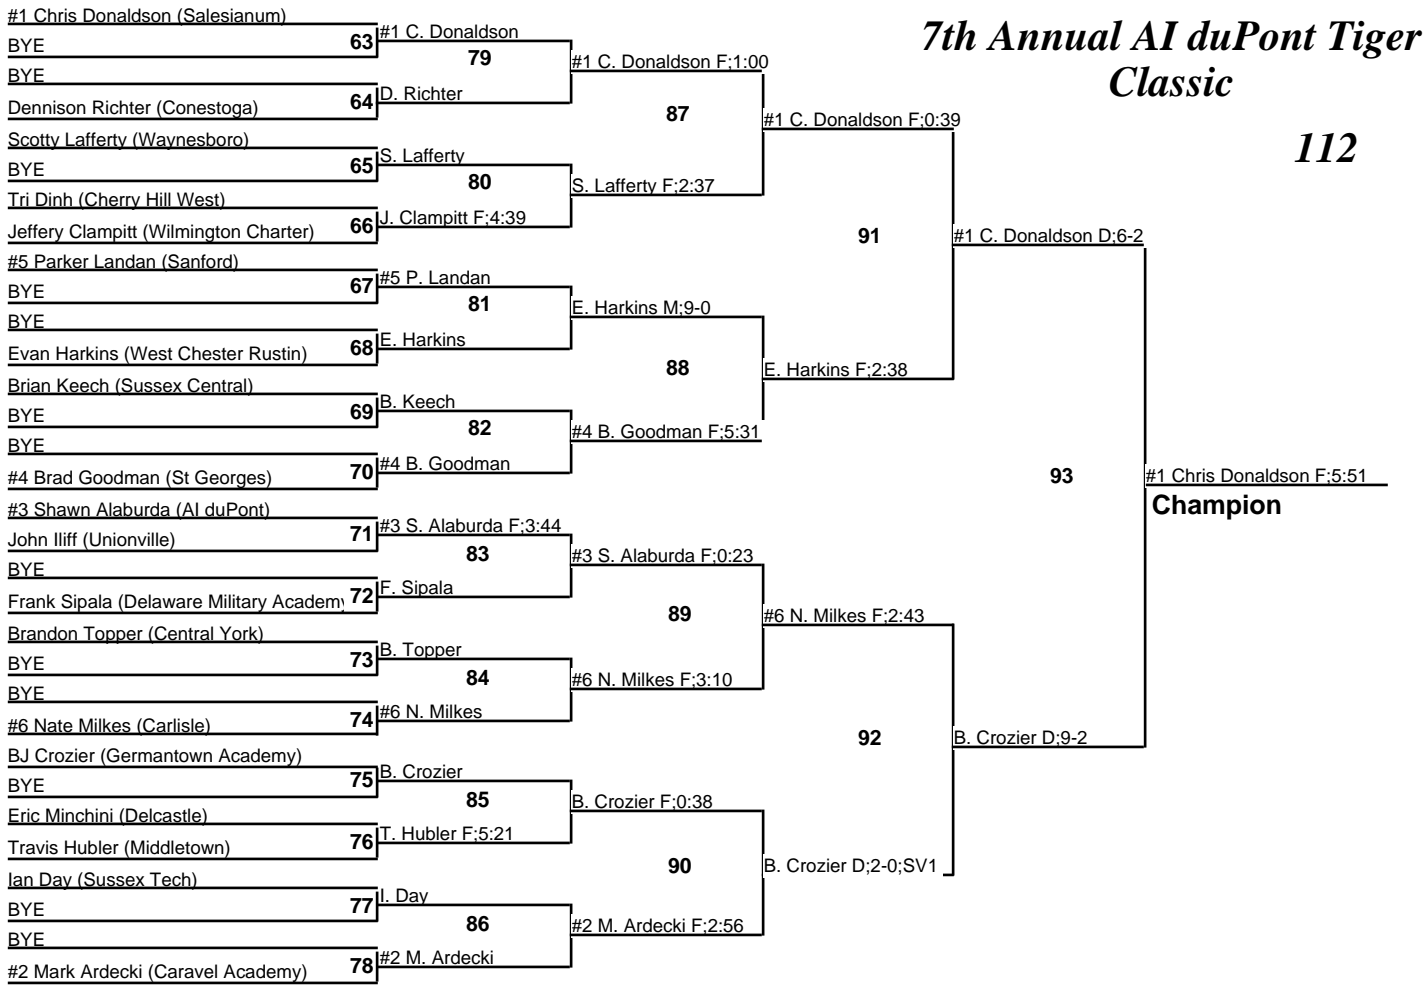 7th Annual AI duPont Tiger
Classic
112
#1 Chris Donaldson (Salesianum)
BYE
63
BYE
Dennison Richter (Conestoga)
64
Scotty Lafferty (Waynesboro)
BYE
65
Tri Dinh (Cherry Hill West)
Jeffery Clampitt (Wilmington Charter)
66
#5 Parker Landan (Sanford)
BYE
67
BYE
Evan Harkins (West Chester Rustin)
68
Brian Keech (Sussex Central)
BYE
69
BYE
#4 Brad Goodman (St Georges)
70
#3 Shawn Alaburda (AI duPont)
John Iliff (Unionville)
71
BYE
Frank Sipala (Delaware Military Academy
72
Brandon Topper (Central York)
BYE
73
BYE
#6 Nate Milkes (Carlisle)
74
BJ Crozier (Germantown Academy)
BYE
75
Eric Minchini (Delcastle)
Travis Hubler (Middletown)
76
Ian Day (Sussex Tech)
BYE
77
BYE
#2 Mark Ardecki (Caravel Academy)
78
#1 C. Donaldson
79
D. Richter
S. Lafferty
80
J. Clampitt F;4:39
#5 P. Landan
81
E. Harkins
B. Keech
82
#4 B. Goodman
#3 S. Alaburda F;3:44
83
F. Sipala
B. Topper
84
#6 N. Milkes
B. Crozier
85
T. Hubler F;5:21
I. Day
86
#2 M. Ardecki
#1 C. Donaldson F;1:00
87
S. Lafferty F;2:37
E. Harkins M;9-0
88
#4 B. Goodman F;5:31
#3 S. Alaburda F;0:23
89
#6 N. Milkes F;3:10
B. Crozier F;0:38
90
#2 M. Ardecki F;2:56
#1 C. Donaldson F;0:39
91
E. Harkins F;2:38
#6 N. Milkes F;2:43
92
B. Crozier D;2-0;SV1
#1 C. Donaldson D;6-2
93
B. Crozier D;9-2
#1 Chris Donaldson F;5:51
Champion